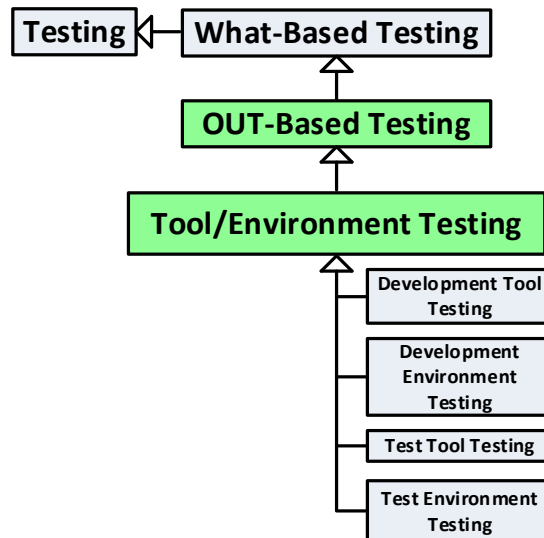 Testing
What-Based Testing
OUT-Based Testing
Tool/Environment Testing
Development Tool
Testing
Development
Environment
Testing
Test Tool Testing
Test Environment
Testing